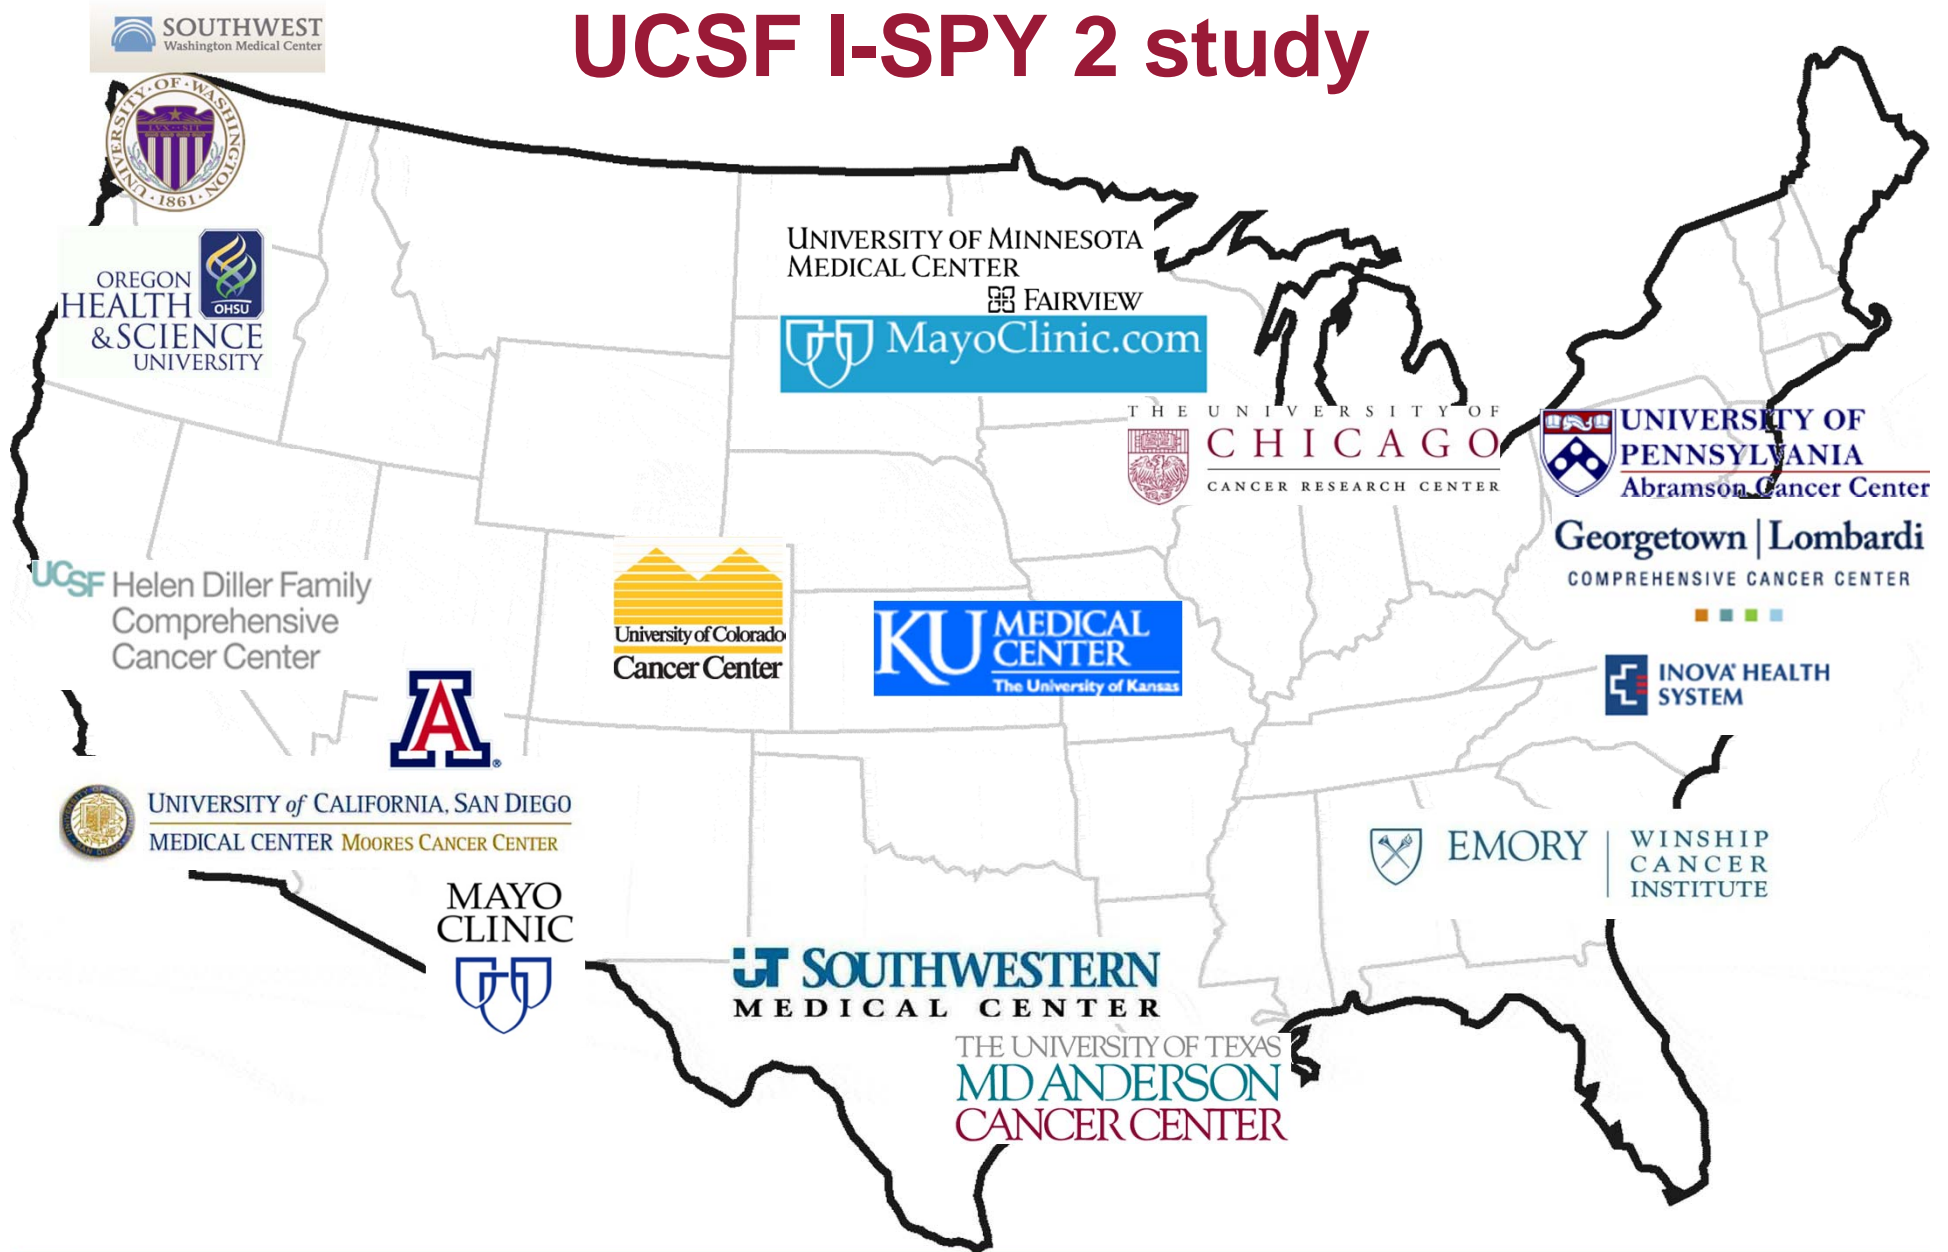 UCSF I-SPY 2 study
SOUTHWEST
Washington Medical Center
UNIVERSITY·OF·WASHINGTON
LVX SIT
·1861·
OREGON
HEALTH
&SCIENCE
UNIVERSITY
OHSU
UNIVERSITY OF MINNESOTA
MEDICAL CENTER
FAIRVIEW
MayoClinic.com
THE UNIVERSITY OF
CHICAGO
CANCER RESEARCH CENTER
UNIVERSITY OF
PENNSYLVANIA
Abramson Cancer Center
Georgetown | Lombardi
COMPREHENSIVE CANCER CENTER
INOVA® HEALTH
SYSTEM
UCSF Helen Diller Family
Comprehensive
Cancer Center
University of Colorado
Cancer Center
KU MEDICAL
CENTER
The University of Kansas
A®
UNIVERSITY of CALIFORNIA, SAN DIEGO
MEDICAL CENTER MOORES CANCER CENTER
EMORY
WINSHIP
CANCER
INSTITUTE
MAYO
CLINIC
UT SOUTHWESTERN
MEDICAL CENTER
THE UNIVERSITY OF TEXAS
MD ANDERSON
CANCER CENTER